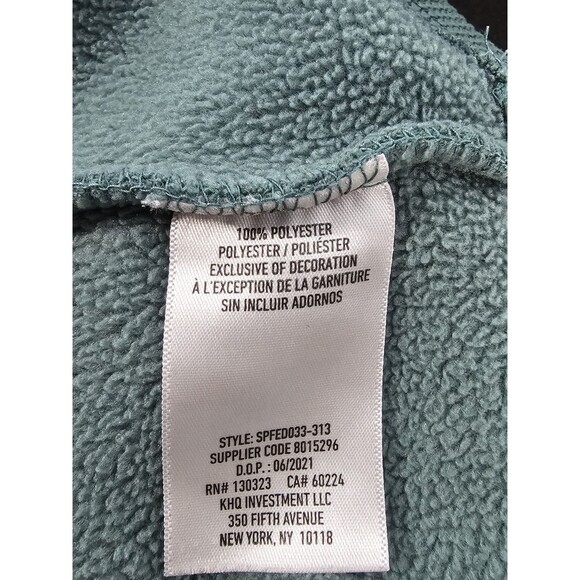 100% POLYESTER
POLYESTER / POLIÉSTER
EXCLUSIVE OF DECORATION
À L'EXCEPTION DE LA GARNITURE
SIN INCLUIR ADORNOS
STYLE: SPFED033-313
SUPPLIER CODE 8015296
D.O.P.: 06/2021
RN# 130323 CA# 60224
KHQ INVESTMENT LLC
350 FIFTH AVENUE
NEW YORK, NY 10118